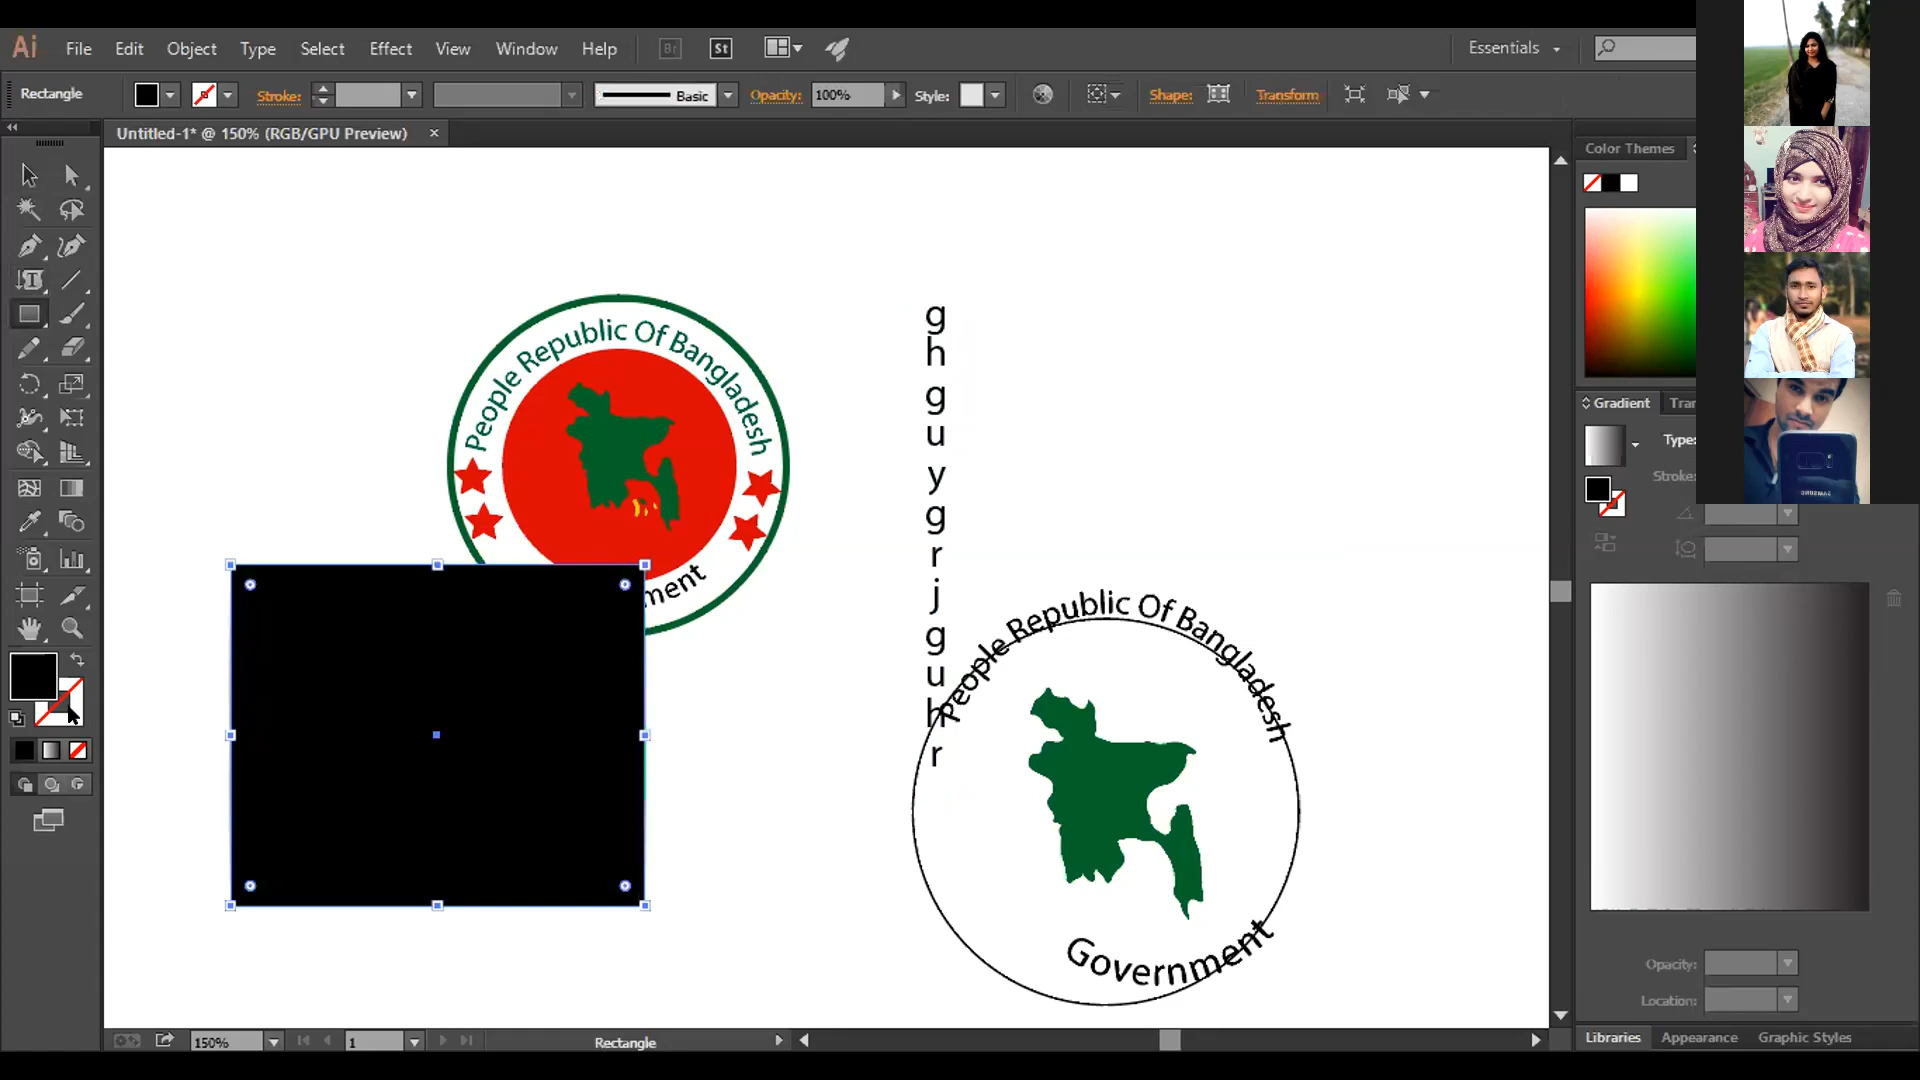 Ai File Edit Object Type Select Effect View Window Help Br St Essentials
Rectangle Stroke: Basic Opacity: 100% Style: Shape: Transform
Untitled-1* @ 150% (RGB/GPU Preview) ×
Color Themes
People Republic Of Bangladesh
ment
g
h
g
u
y
g
r
j
g
u
h
r
People Republic Of Bangladesh
Government
Gradient Tran
Type:
Stroke:
SAMSUNG
Opacity:
Location:
150% 1 Rectangle
Libraries Appearance Graphic Styles